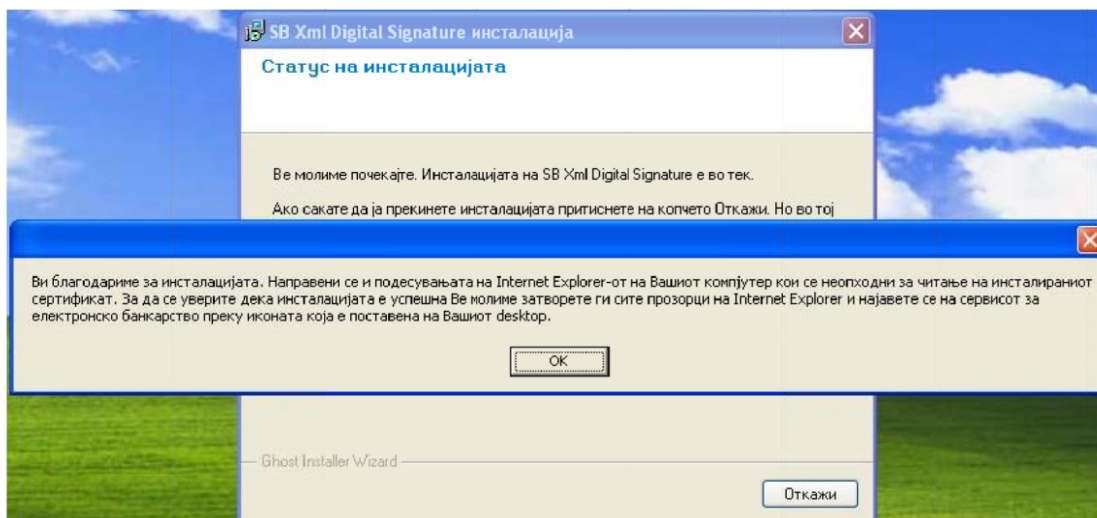 SB Xml Digital Signature инсталација
Статус на инсталацијата
Ве молиме почекајте. Инсталацијата на SB Xml Digital Signature е во тек.
Ако сакате да ја прекинете инсталацијата притиснете на копчето Откажи. Но во тој
Ви благодариме за инсталацијата. Направени се и подесувањата на Internet Explorer-от на Вашиот компјутер кои се неопходни за читање на инсталираниот
сертификат. За да се уверите дека инсталацијата е успешна Ве молиме затворете ги сите прозорци на Internet Explorer и најавете се на сервисот за
електронско банкарство преку иконата која е поставена на Вашиот desktop.
OK
Ghost Installer Wizard
Откажи